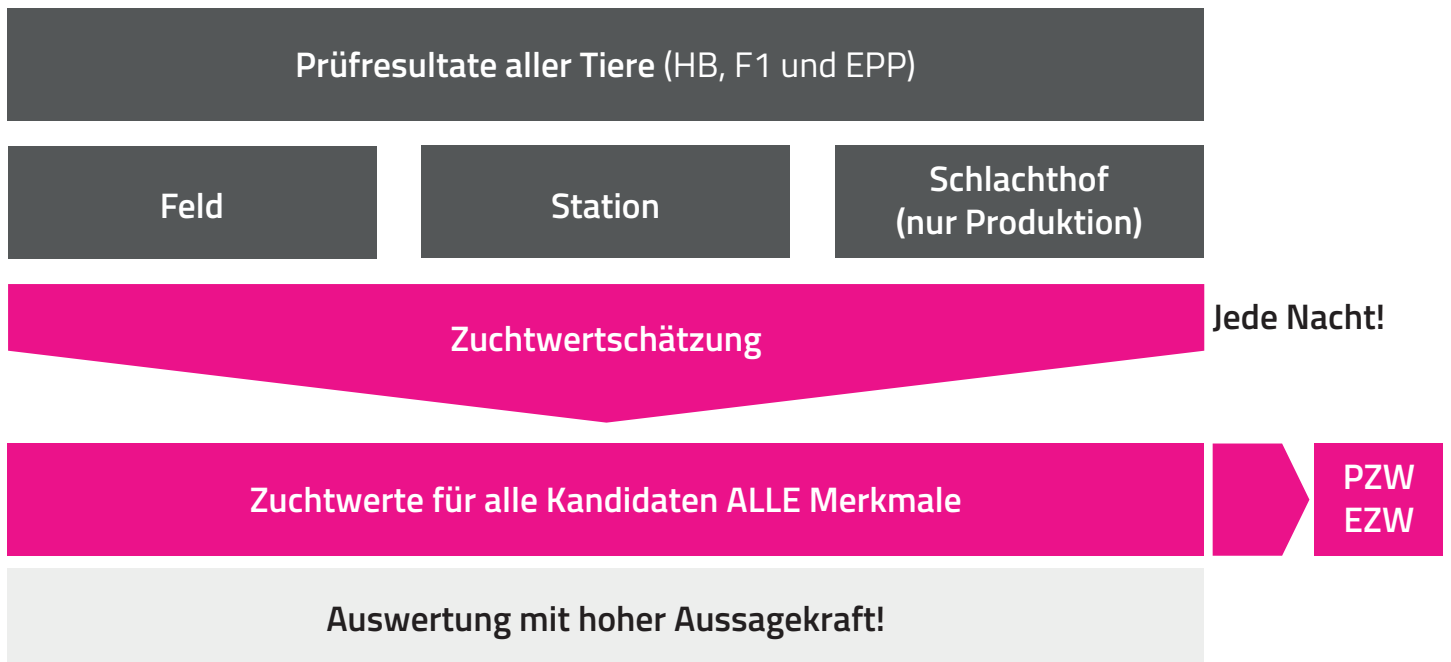 Prüfresultate aller Tiere (HB, F1 und EPP)
Feld
Station
Schlachthof
(nur Produktion)
Zuchtwertschätzung
Jede Nacht!
Zuchtwerte für alle Kandidaten ALLE Merkmale
PZW
EZW
Auswertung mit hoher Aussagekraft!